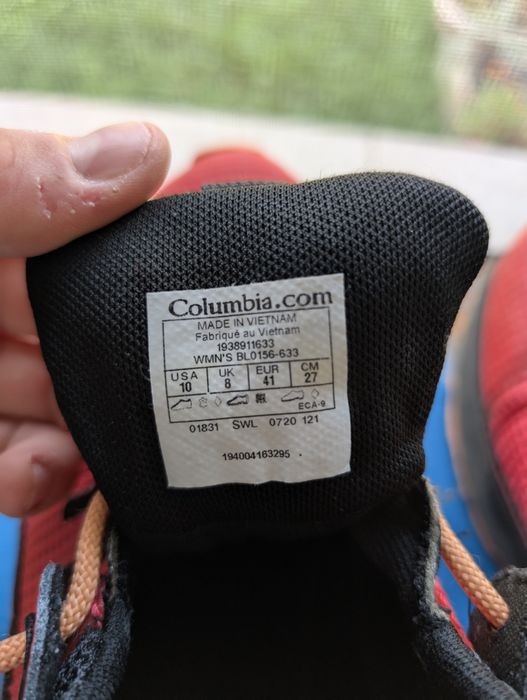 Columbia.com
MADE IN VIETNAM
Fabriqué au Vietnam
1938911633
WMN'S BL0156-633
USA UK EUR CM
10 8 41 27
ECA-9
01831 SWL 0720 121
194004163295 .